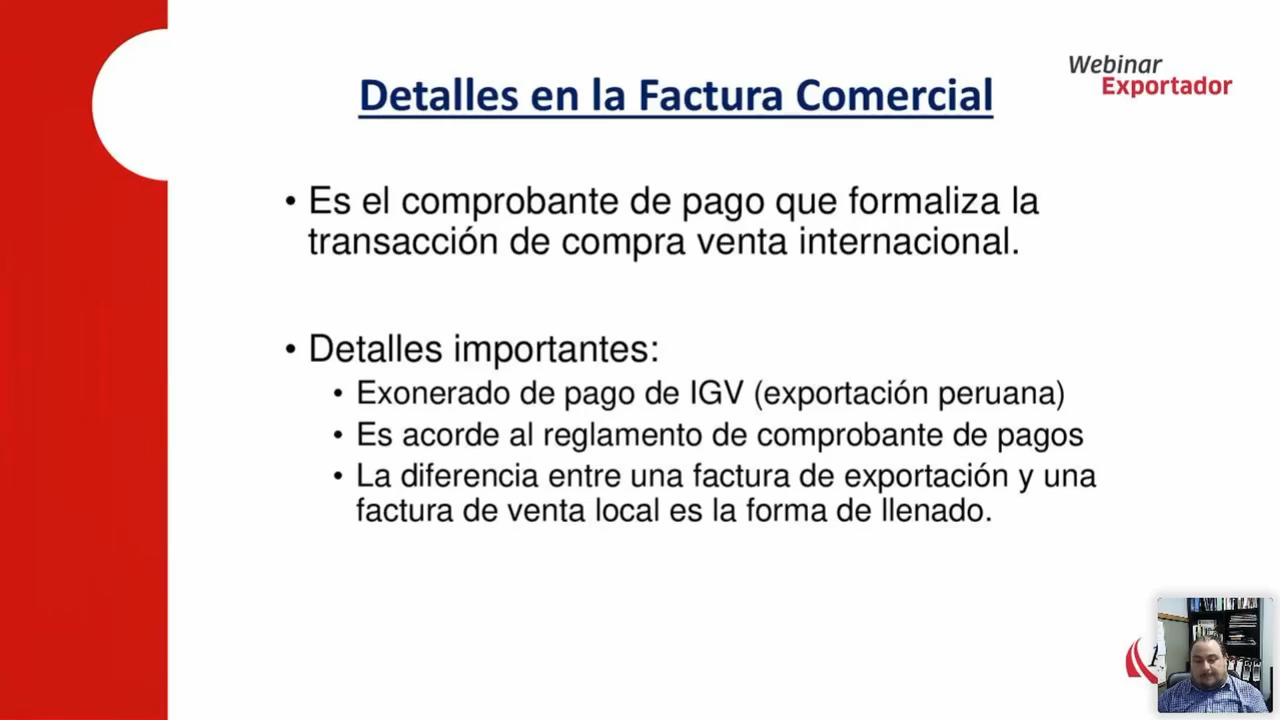 Webinar
Exportador
Detalles en la Factura Comercial
• Es el comprobante de pago que formaliza la
transacción de compra venta internacional.
• Detalles importantes:
• Exonerado de pago de IGV (exportación peruana)
• Es acorde al reglamento de comprobante de pagos
• La diferencia entre una factura de exportación y una
factura de venta local es la forma de llenado.